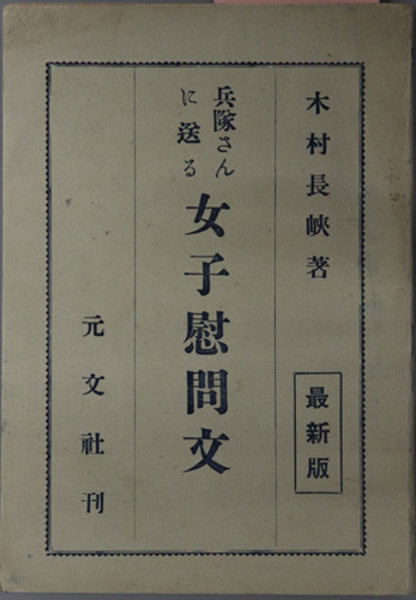 木村長峽著
最新版
兵隊さん
に送る
女子慰問文
元文社刊